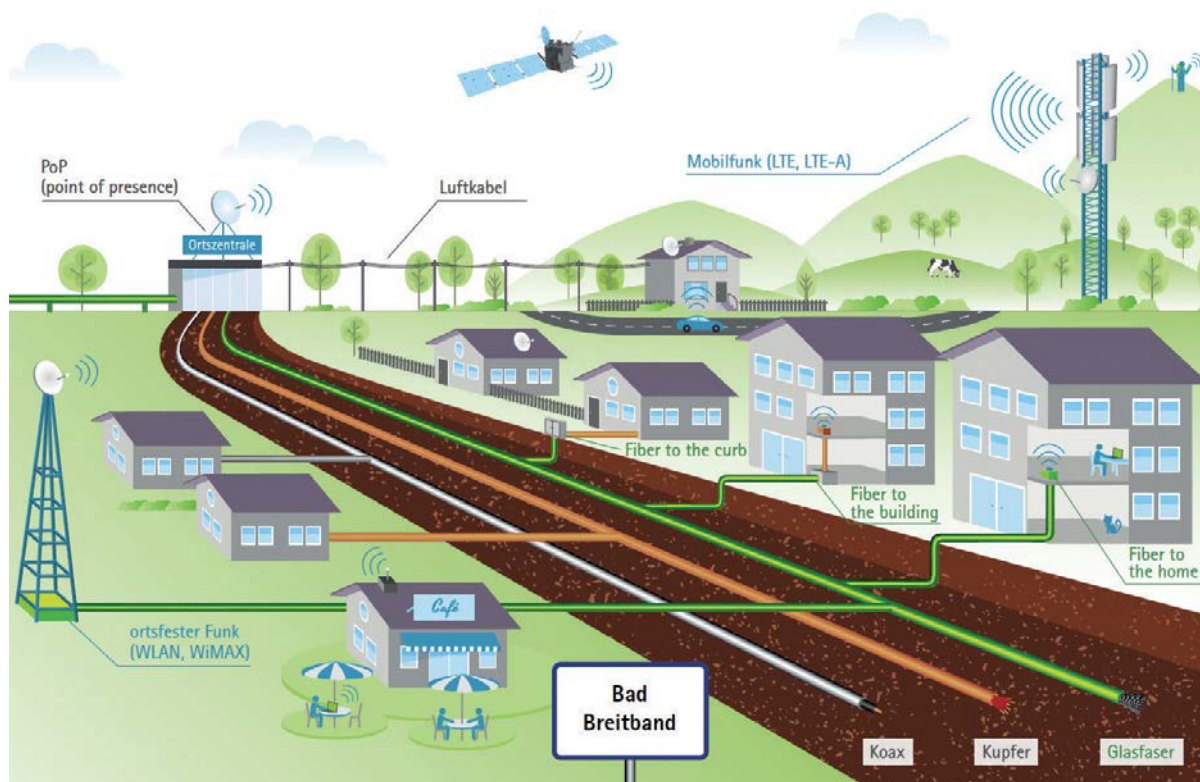 PoP
(point of presence)
Luftkabel
Mobilfunk (LTE, LTE-A)
Ortszentrale
Fiber to the curb
Fiber to
the building
Fiber to
the home
Café
ortsfester Funk
(WLAN, WiMAX)
Bad
Breitband
Koax
Kupfer
Glasfaser